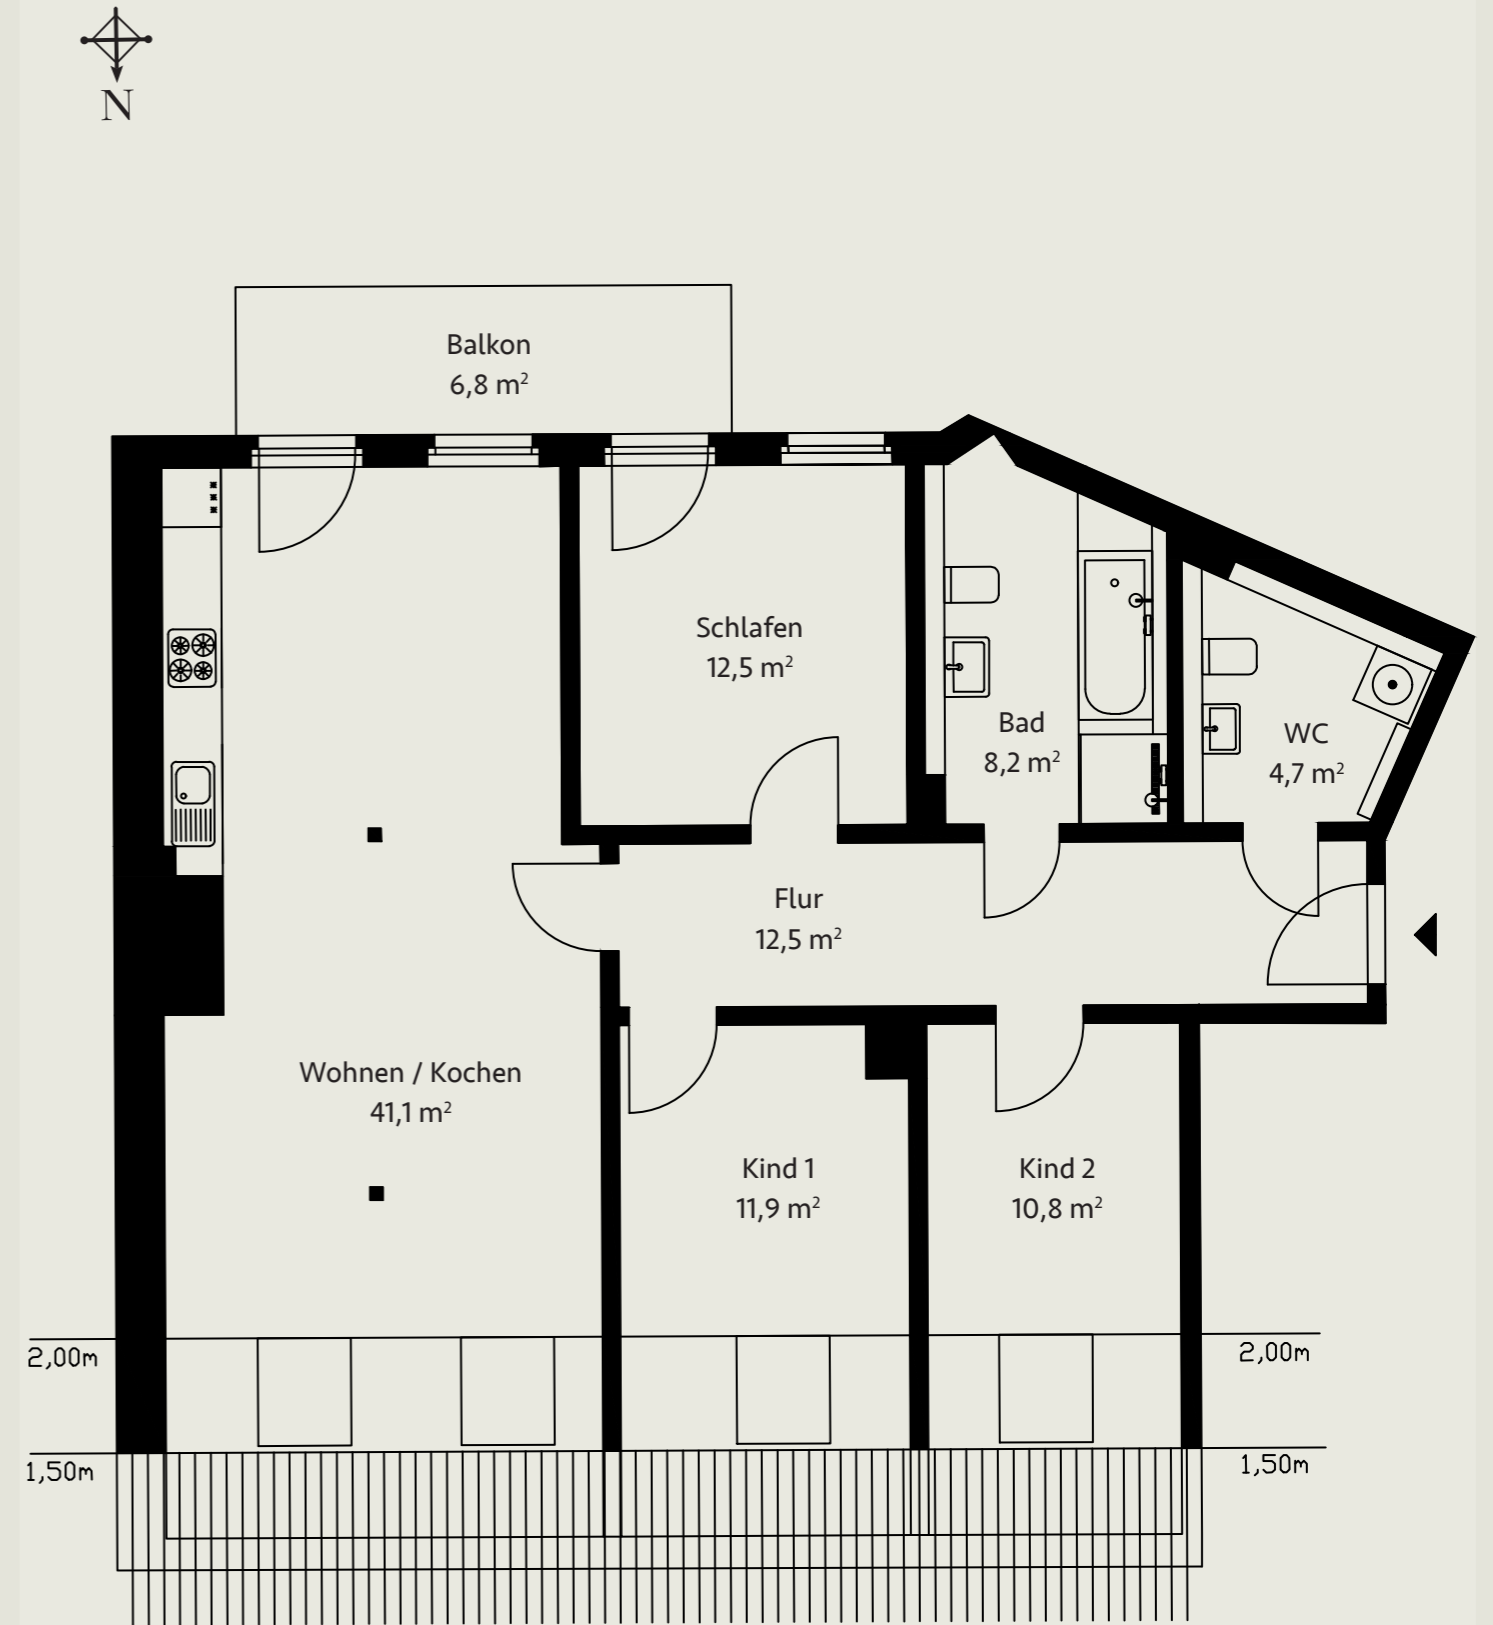 N
Balkon
6,8 m²
Schlafen
12,5 m²
Bad
8,2 m²
WC
4,7 m²
Flur
12,5 m²
Wohnen / Kochen
41,1 m²
Kind 1
11,9 m²
Kind 2
10,8 m²
2,00m
2,00m
1,50m
1,50m